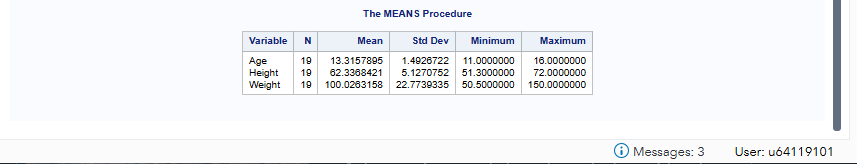 The MEANS Procedure
Variable N Mean Std Dev Minimum Maximum
Age 19 13.3157895 1.4926722 11.0000000 16.0000000
Height 19 62.3368421 5.1270752 51.3000000 72.0000000
Weight 19 100.0263158 22.7739335 50.5000000 150.0000000
Messages: 3 User: u64119101